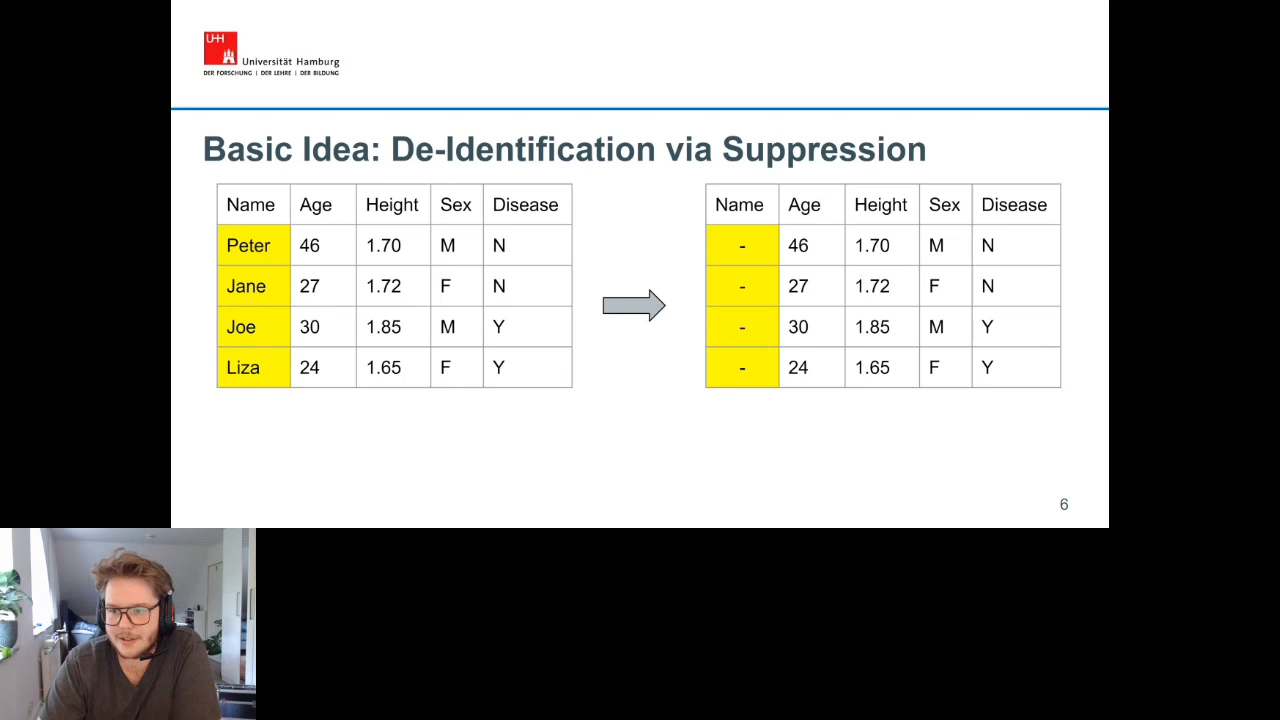 UHH
Universität Hamburg
DER FORSCHUNG | DER LEHRE | DER BILDUNG
Basic Idea: De-Identification via Suppression
Name Age Height Sex Disease
Peter 46 1.70 M N
Jane 27 1.72 F N
Joe 30 1.85 M Y
Liza 24 1.65 F Y
Name Age Height Sex Disease
- 46 1.70 M N
- 27 1.72 F N
- 30 1.85 M Y
- 24 1.65 F Y
6